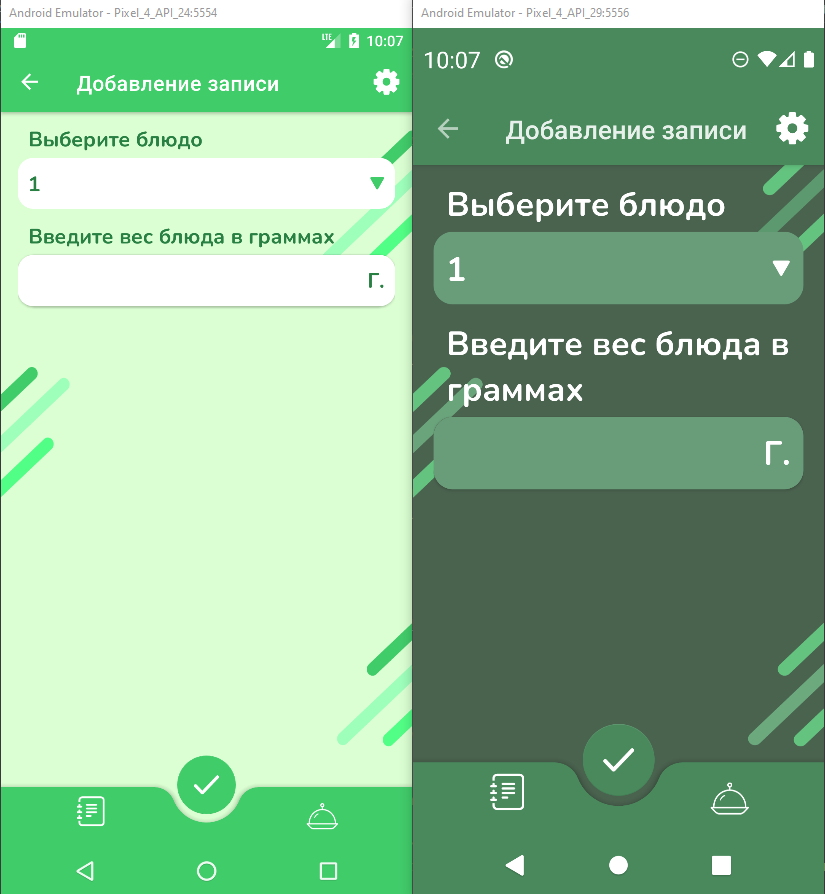 Android Emulator - Pixel_4_API_24:5554
LTE 10:07
Добавление записи
Выберите блюдо
1
Введите вес блюда в граммах
Г.
Android Emulator - Pixel_4_API_29:5556
10:07
Добавление записи
Выберите блюдо
1
Введите вес блюда в
граммах
Г.